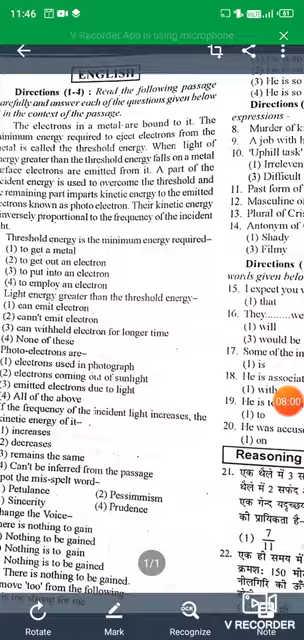 11:46
61
V RECORDER App is using microphone
ENGLISH
Directions (1-4) : Read the following passage
carefully and answer each of the questions given below
in the context of the passage.
The electrons in a metal are bound to it. The
minimum energy required to eject electrons from the
metal is called the threshold energy. When light of
energy greater than the threshold energy falls on a metal
surface electrons are emitted from it. A part of the
incident energy is used to overcome the threshold and
remaining part imparts kinetic energy to the emitted
electrons known as photo electron. Their kinetic energy
inversely proportional to the frequency of the incident
Threshold energy is the minimum energy required–
(1) to get a metal
(2) to get out an electron
(3) to put into an electron
(4) to employ an electron
Light energy greater than the threshold energy–
1) can emit electron
2) cann't emit electron
3) can withheld electron for longer time
4) None of these
Photo-electrons are–
(1) electrons used in photograph
2) electrons coming out of sunlight
3) emitted electrons due to light
4) All of the above
f the frequency of the incident light increases, the
kinetic energy of it–
1) increases
2) decreases
3) remains the same
4) Can't be inferred from the passage
pot the mis-spelt word–
) Petulance (2) Pessimmism
) Sincerity (4) Prudence
hange the Voice–
here is nothing to gain
) Nothing to be gained
) Nothing is to gain
) Nothing is to be gained
There is nothing to be gained.
move 'too' from the following–
is too strong for me
(3) He is so
(4) He is so
Directions (
expressions -
8. Murder of k
9. A job with h
10. 'Uphill task'
(1) Irreleven
(3) Difficult
11. Past form of
12. Masculine o
13. Plural of Cris
14. Antonym of
(1) Shady
(3) Filmy
Directions (
words given belo
15. I expect you w
(1) that
16. They.......we
(1) will
(3) would be
17. Some of the in
(1) is
18. He is associat
(1) with
19. He is t
(1) to
20. He was accuse
(1) on
08:00
Reasoning
21. एक थैले में 3 स
थैले में 2 सफेद
एक गेन्द यदृच्छय
की प्रायिकता है-
(1) 7/11
22. एक ही समय में
क्रमश: 150 मी
नीलगिरि की ऊँ
1/1
Rotate
Mark
OCR
Recognize
Retake
V RECORDER